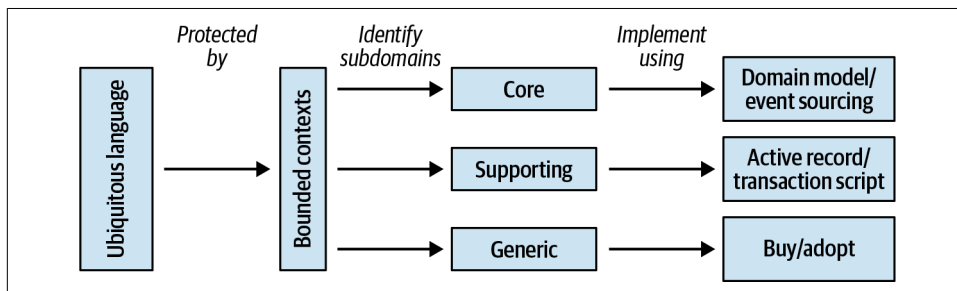 Protected
by
Identify
subdomains
Implement
using
Ubiquitous language
Bounded contexts
Core
Domain model/
event sourcing
Supporting
Active record/
transaction script
Generic
Buy/adopt